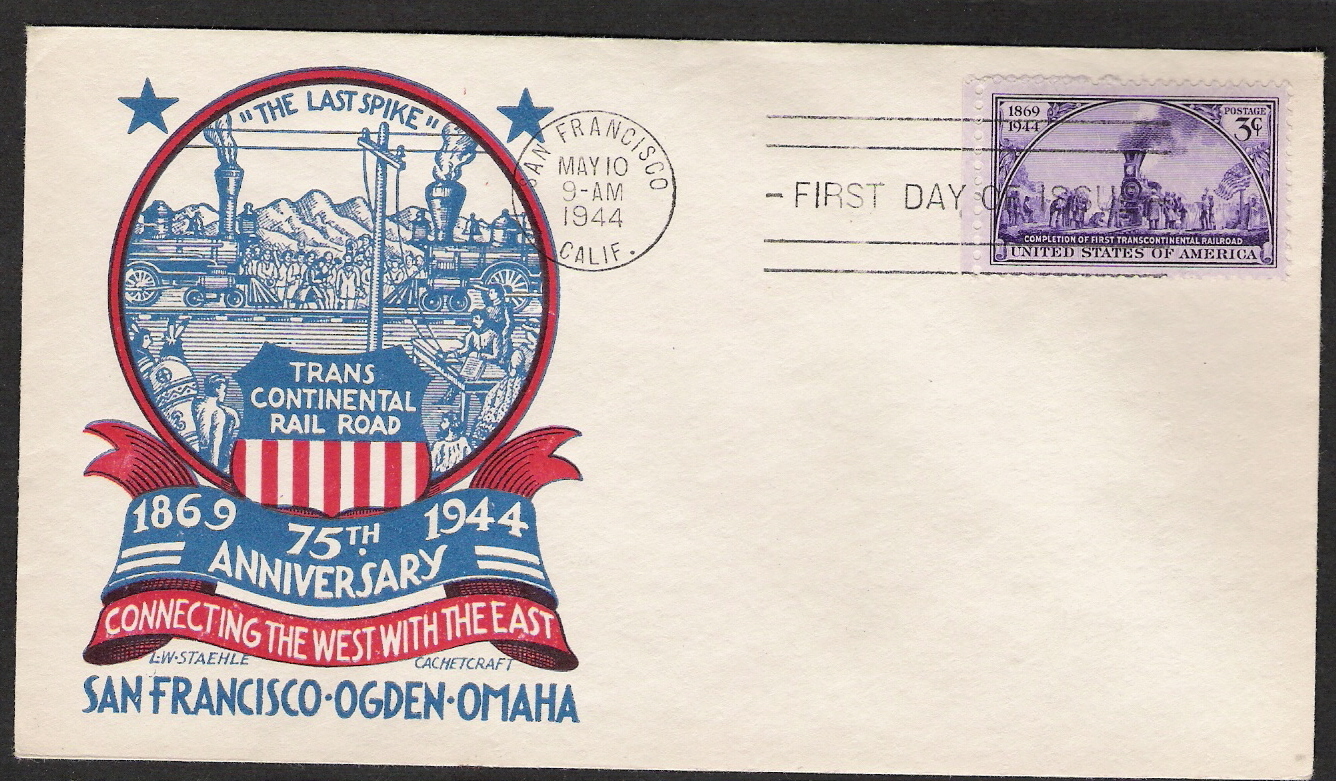 "THE LAST SPIKE"
TRANS
CONTINENTAL
RAIL ROAD
1869 75TH. 1944
ANNIVERSARY
CONNECTING THE WEST WITH THE EAST
L·W·STAEHLE CACHETCRAFT
SAN FRANCISCO·OGDEN·OMAHA
SAN FRANCISCO
MAY 10
9-AM
1944
CALIF.
FIRST DAY OF ISSUE
1869
1944
POSTAGE
3¢
COMPLETION OF FIRST TRANSCONTINENTAL RAILROAD
UNITED STATES OF AMERICA